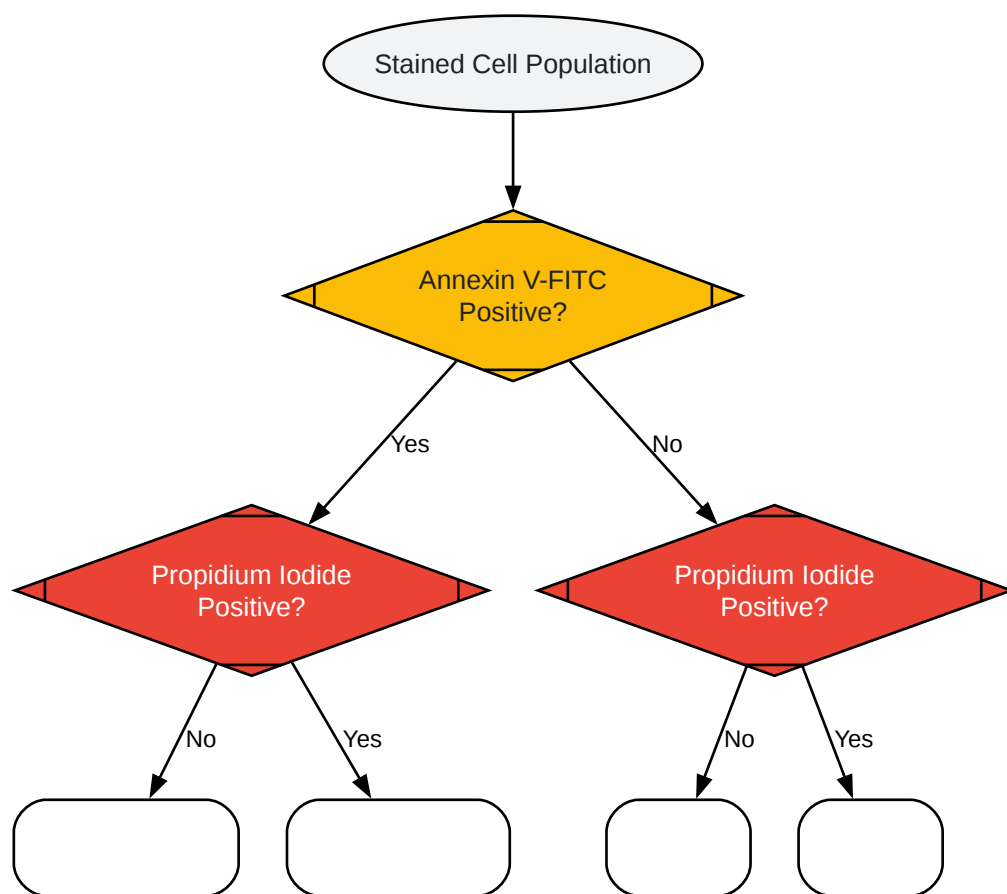 Stained Cell Population
Annexin V-FITC
Positive?
Yes
No
Propidium Iodide
Positive?
Propidium Iodide
Positive?
No
Yes
No
Yes